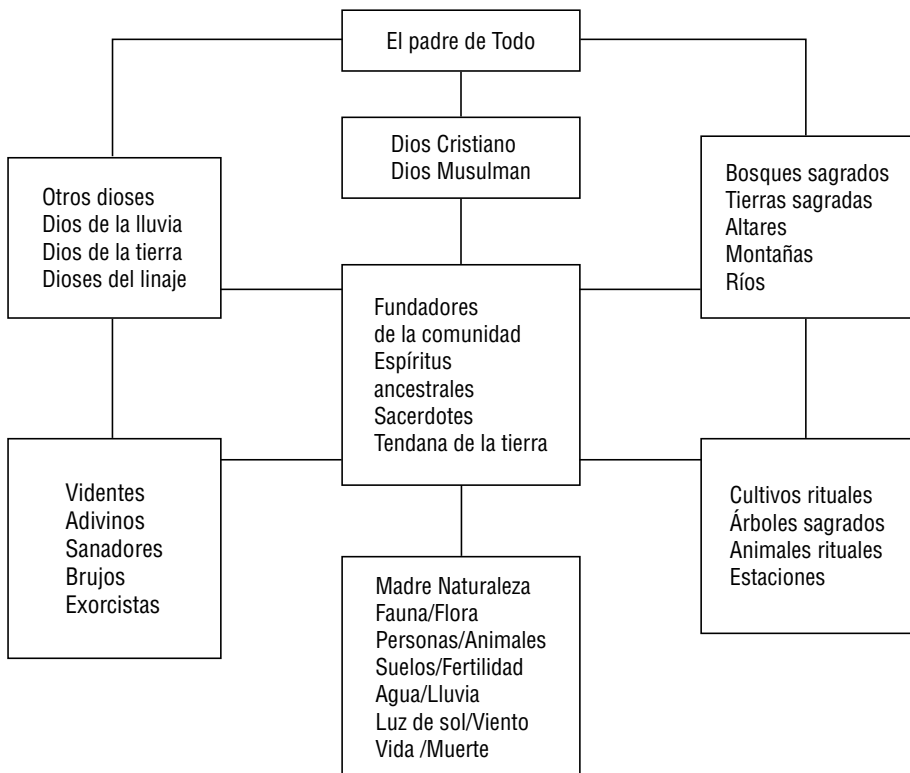 El padre de Todo
Dios Cristiano
Dios Musulman
Otros dioses
Dios de la lluvia
Dios de la tierra
Dioses del linaje
Bosques sagrados
Tierras sagradas
Altares
Montañas
Ríos
Fundadores
de la comunidad
Espíritus
ancestrales
Sacerdotes
Tendana de la tierra
Videntes
Adivinos
Sanadores
Brujos
Exorcistas
Cultivos rituales
Árboles sagrados
Animales rituales
Estaciones
Madre Naturaleza
Fauna/Flora
Personas/Animales
Suelos/Fertilidad
Agua/Lluvia
Luz de sol/Viento
Vida /Muerte